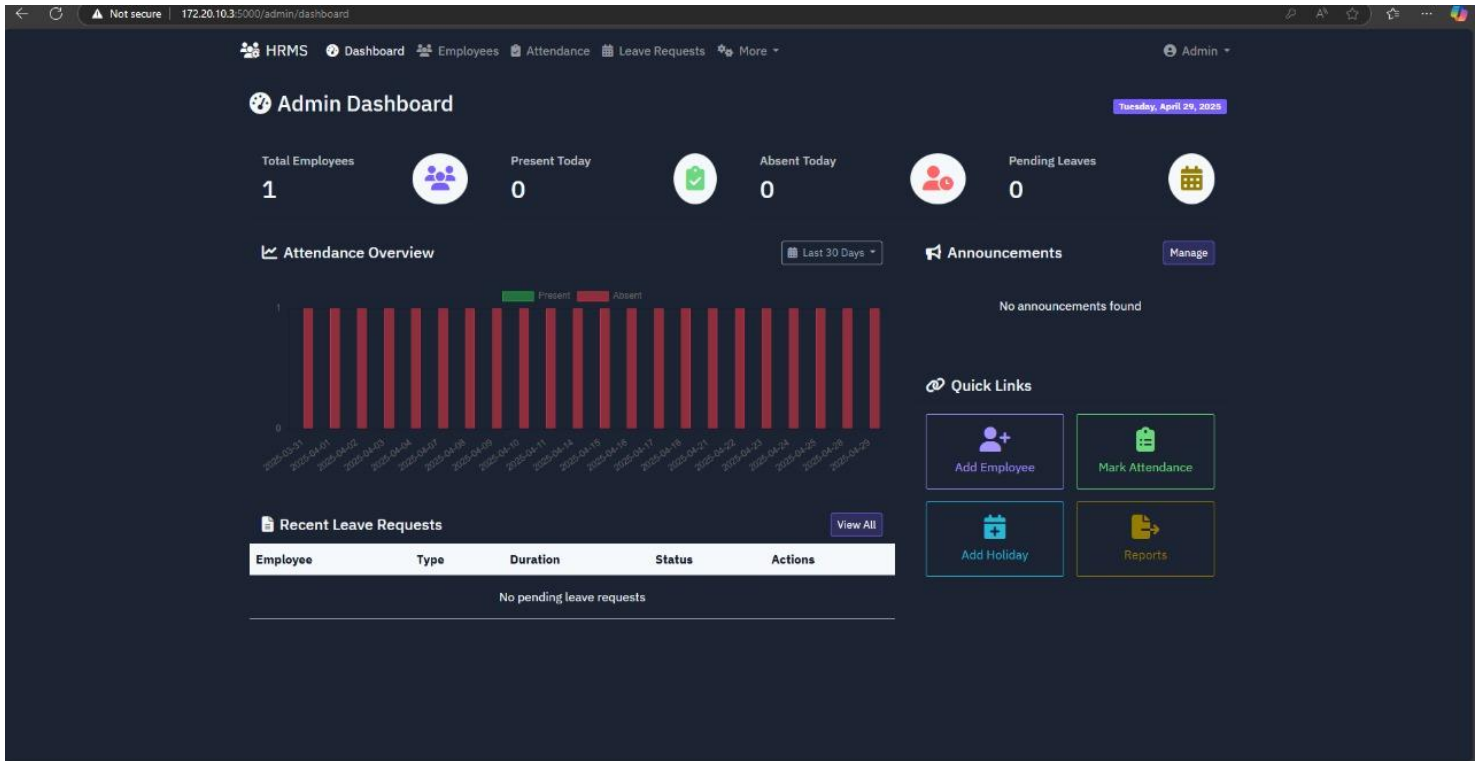 Not secure 172.20.10.3:5000/admin/dashboard
HRMS Dashboard Employees Attendance Leave Requests More Admin
Admin Dashboard
Tuesday, April 29, 2025
Total Employees
1
Present Today
0
Absent Today
0
Pending Leaves
0
Attendance Overview
Last 30 Days
Present Absent
1
0
2025-03-31 2025-04-01 2025-04-02 2025-04-03 2025-04-04 2025-04-07 2025-04-08 2025-04-09 2025-04-10 2025-04-11 2025-04-14 2025-04-15 2025-04-16 2025-04-17 2025-04-18 2025-04-21 2025-04-22 2025-04-23 2025-04-24 2025-04-25 2025-04-28 2025-04-29
Announcements
Manage
No announcements found
Quick Links
Add Employee
Mark Attendance
Add Holiday
Reports
Recent Leave Requests
View All
Employee Type Duration Status Actions
No pending leave requests